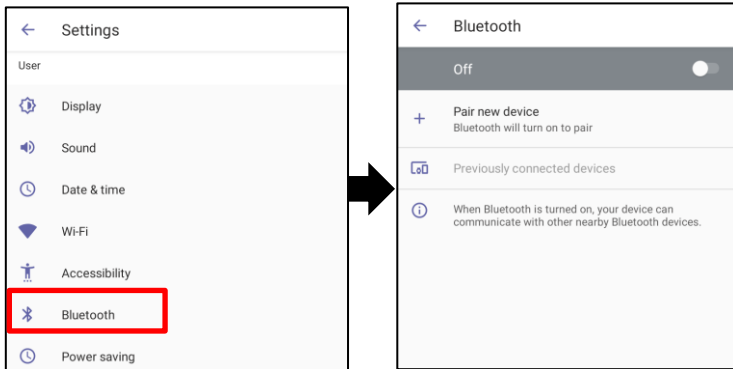 Settings
User
Display
Sound
Date & time
Wi-Fi
Accessibility
Bluetooth
Power saving
Bluetooth
Off
Pair new device
Bluetooth will turn on to pair
Previously connected devices
When Bluetooth is turned on, your device can
communicate with other nearby Bluetooth devices.